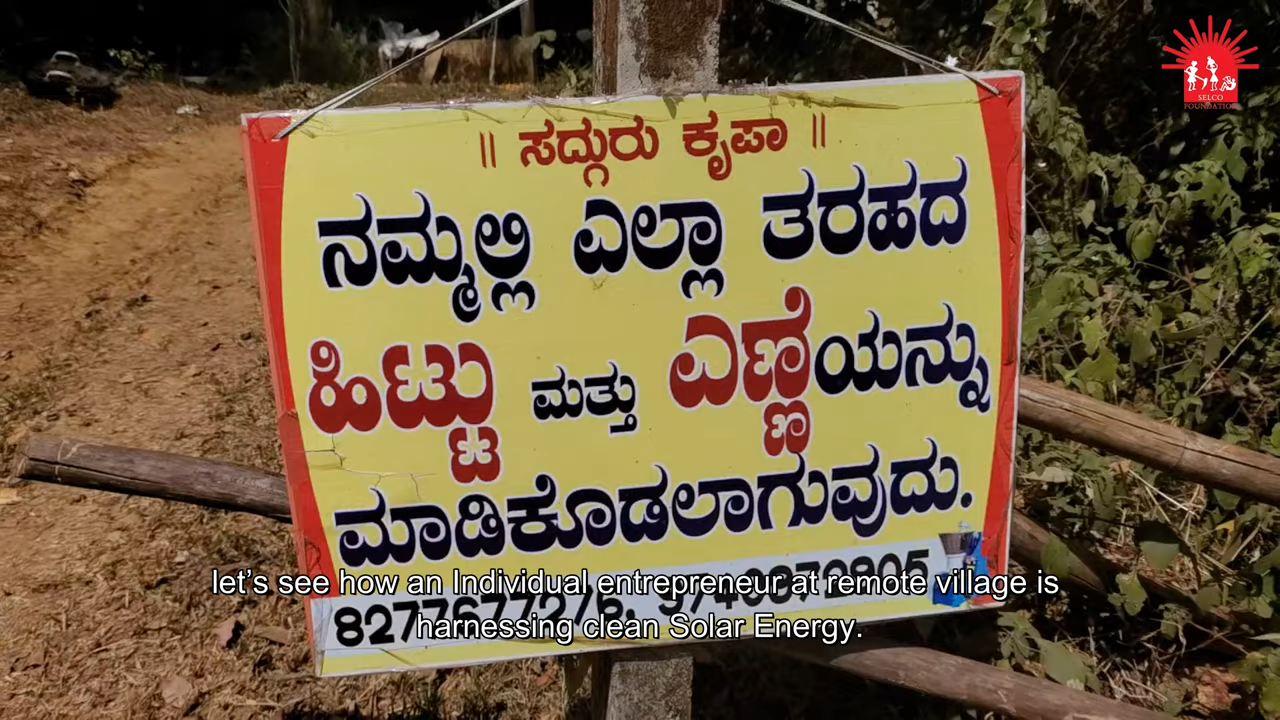 SELCO
FOUNDATION
॥ ಸದ್ಗುರು ಕೃಪಾ ॥
ನಮ್ಮಲ್ಲಿ ಎಲ್ಲಾ ತರಹದ
ಹಿಟ್ಟು ಮತ್ತು ಎಣ್ಣೆಯನ್ನು
ಮಾಡಿಕೊಡಲಾಗುವುದು.
let's see how an Individual entrepreneur at remote village is
harnessing clean Solar Energy.